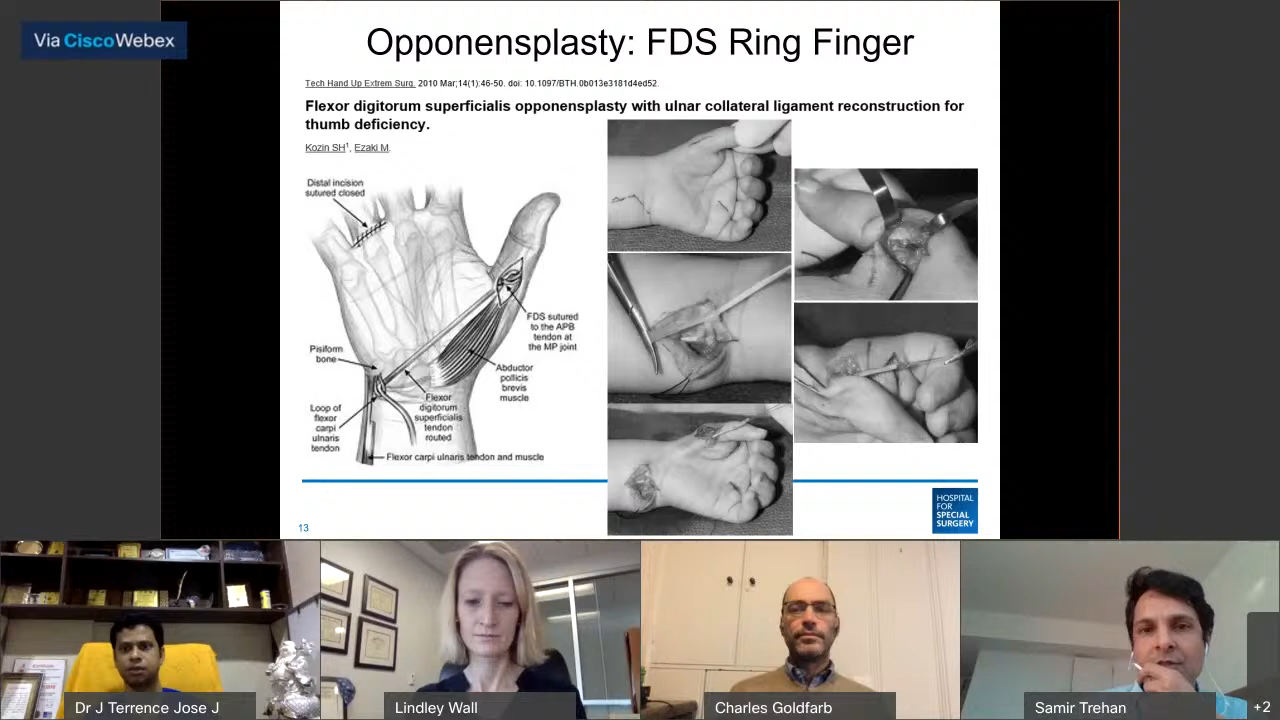 Via Cisco Webex
Opponensplasty: FDS Ring Finger
Tech Hand Up Extrem Surg. 2010 Mar;14(1):46-50. doi: 10.1097/BTH.0b013e3181d4ed52.
Flexor digitorum superficialis opponensplasty with ulnar collateral ligament reconstruction for
thumb deficiency.
Kozin SH1, Ezaki M.
Distal incision
sutured closed
FDS sutured
to the APB
tendon at
the MP joint
Pisiform
bone
Abductor
pollicis
brevis
muscle
Loop of
flexor
carpi
ulnaris
tendon
Flexor
digitorum
superficialis
tendon
routed
Flexor carpi ulnaris tendon and muscle
HOSPITAL
FOR
SPECIAL
SURGERY
13
Dr J Terrence Jose J
Lindley Wall
Charles Goldfarb
Samir Trehan
+2